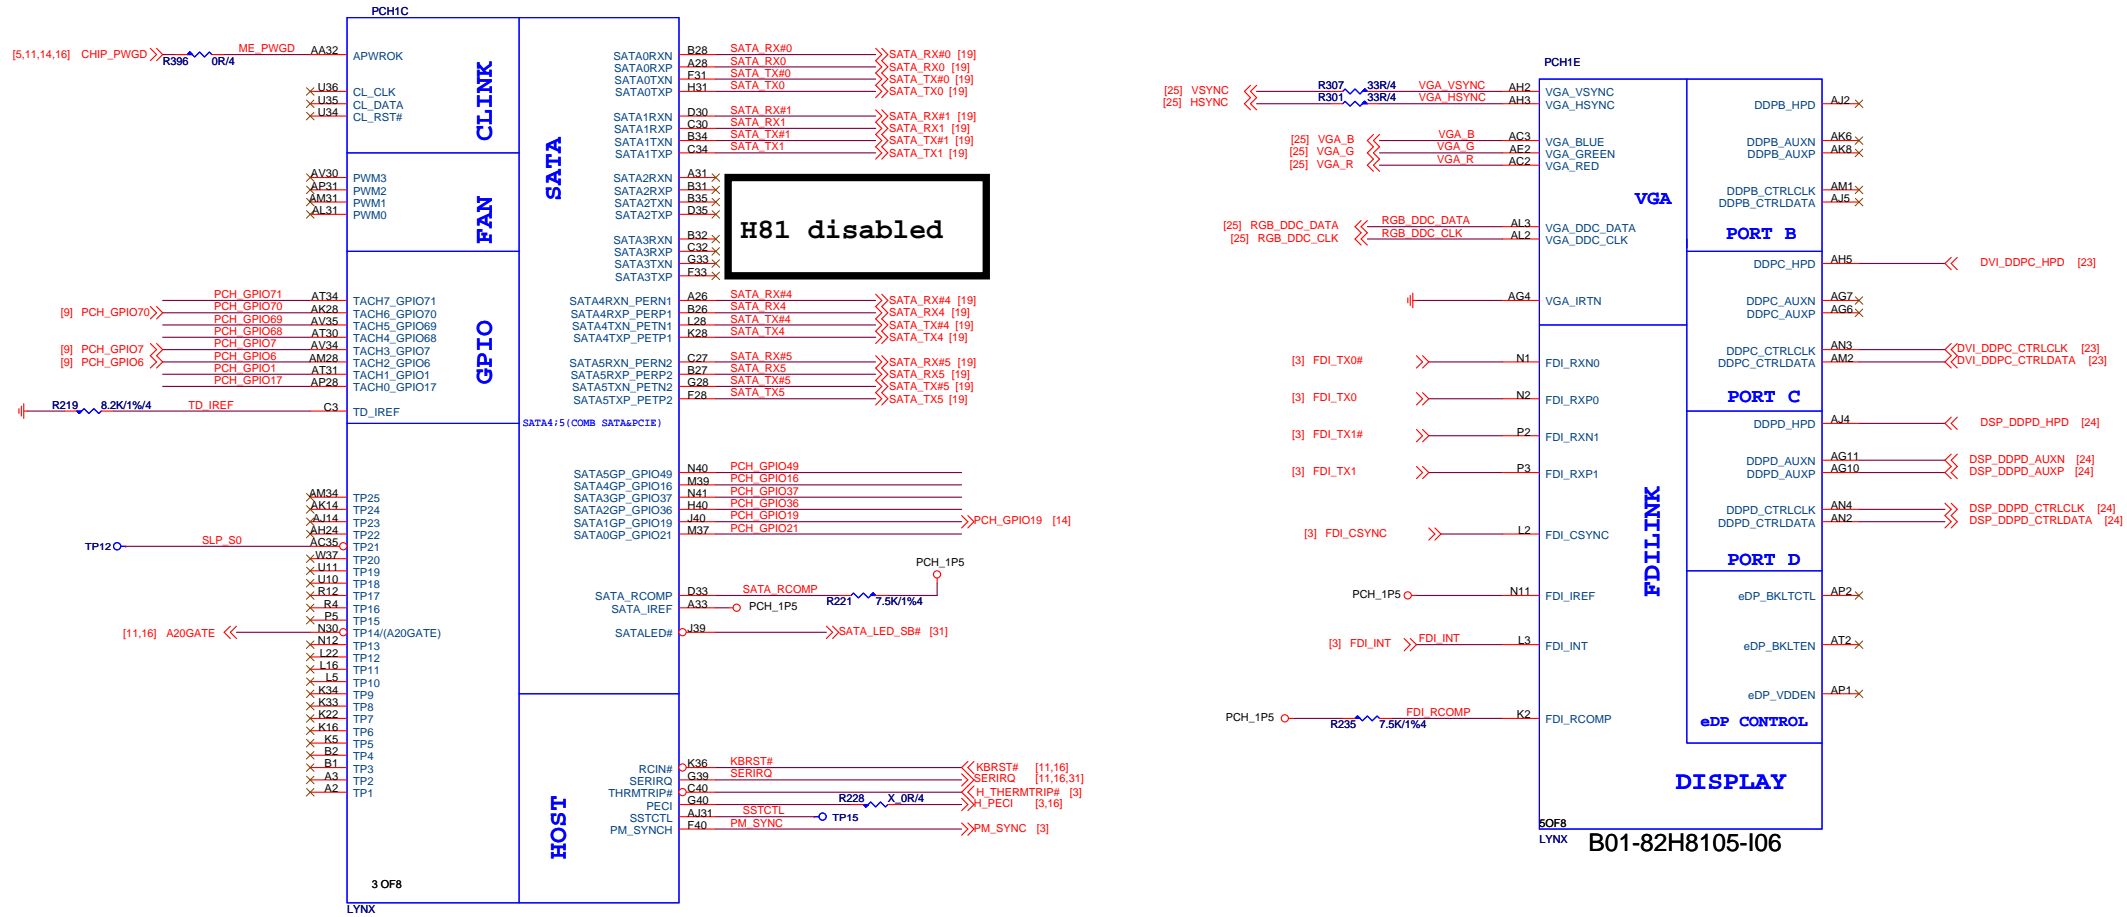 PCH1C
[5,11,14,16] CHIP_PWGD R396 0R/4 ME_PWGD AA32 APWROK
U36 CL_CLK
U35 CL_DATA
U34 CL_RST#
CLINK
AV30 PWM3
AP31 PWM2
AM31 PWM1
AL31 PWM0
FAN
PCH_GPIO71 AT34 TACH7_GPIO71
[9] PCH_GPIO70 PCH_GPIO70 AK28 TACH6_GPIO70
PCH_GPIO69 AV35 TACH5_GPIO69
PCH_GPIO68 AT30 TACH4_GPIO68
[9] PCH_GPIO7 PCH_GPIO7 AV34 TACH3_GPIO7
[9] PCH_GPIO6 PCH_GPIO6 AM28 TACH2_GPIO6
PCH_GPIO1 AT31 TACH1_GPIO1
PCH_GPIO17 AP28 TACH0_GPIO17
GPIO
R219 8.2K/1%/4 TD_IREF C3 TD_IREF
AM34 TP25
AK14 TP24
AJ14 TP23
AH24 TP22
TP12 SLP_S0 AC35 TP21
W37 TP20
U11 TP19
U10 TP18
R12 TP17
R4 TP16
P5 TP15
[11,16] A20GATE N30 TP14/(A20GATE)
N12 TP13
L22 TP12
L16 TP11
L5 TP10
K34 TP9
K33 TP8
K22 TP7
K16 TP6
K5 TP5
B2 TP4
B1 TP3
A3 TP2
A2 TP1
3 OF8
LYNX
SATA
SATA0RXN B28 SATA_RX#0 SATA_RX#0 [19]
SATA0RXP A28 SATA_RX0 SATA_RX0 [19]
SATA0TXN F31 SATA_TX#0 SATA_TX#0 [19]
SATA0TXP H31 SATA_TX0 SATA_TX0 [19]
SATA1RXN D30 SATA_RX#1 SATA_RX#1 [19]
SATA1RXP C30 SATA_RX1 SATA_RX1 [19]
SATA1TXN B34 SATA_TX#1 SATA_TX#1 [19]
SATA1TXP C34 SATA_TX1 SATA_TX1 [19]
SATA2RXN A31
SATA2RXP B31
SATA2TXN B35
SATA2TXP D35
H81 disabled
SATA3RXN B32
SATA3RXP C32
SATA3TXN G33
SATA3TXP F33
SATA4RXN_PERN1 A26 SATA_RX#4 SATA_RX#4 [19]
SATA4RXP_PERP1 B26 SATA_RX4 SATA_RX4 [19]
SATA4TXN_PETN1 L28 SATA_TX#4 SATA_TX#4 [19]
SATA4TXP_PETP1 K28 SATA_TX4 SATA_TX4 [19]
SATA5RXN_PERN2 C27 SATA_RX#5 SATA_RX#5 [19]
SATA5RXP_PERP2 B27 SATA_RX5 SATA_RX5 [19]
SATA5TXN_PETN2 G28 SATA_TX#5 SATA_TX#5 [19]
SATA5TXP_PETP2 F28 SATA_TX5 SATA_TX5 [19]
SATA4;5(COMB SATA&PCIE)
SATA5GP_GPIO49 N40 PCH_GPIO49
SATA4GP_GPIO16 M39 PCH_GPIO16
SATA3GP_GPIO37 N41 PCH_GPIO37
SATA2GP_GPIO36 H40 PCH_GPIO36
SATA1GP_GPIO19 J40 PCH_GPIO19 PCH_GPIO19 [14]
SATA0GP_GPIO21 M37 PCH_GPIO21
PCH_1P5
SATA_RCOMP D33 SATA_RCOMP R221 7.5K/1%4
SATA_IREF A33 PCH_1P5
SATALED# J39 SATA_LED_SB# [31]
HOST
RCIN# K36 KBRST# KBRST# [11,16]
SERIRQ G39 SERIRQ SERIRQ [11,16,31]
THRMTRIP# C40 H_THERMTRIP# [3]
PECI G40 R228 X_0R/4 H_PECI [3,16]
SSTCTL AJ31 SSTCTL TP15
PM_SYNCH F40 PM_SYNC PM_SYNC [3]
PCH1E
[25] VSYNC R307 33R/4 VGA_VSYNC AH2 VGA_VSYNC
[25] HSYNC R301 33R/4 VGA_HSYNC AH3 VGA_HSYNC
[25] VGA_B VGA_B AC3 VGA_BLUE
[25] VGA_G VGA_G AE2 VGA_GREEN
[25] VGA_R VGA_R AC2 VGA_RED
VGA
[25] RGB_DDC_DATA RGB_DDC_DATA AL3 VGA_DDC_DATA
[25] RGB_DDC_CLK RGB_DDC_CLK AL2 VGA_DDC_CLK
AG4 VGA_IRTN
[3] FDI_TX0# N1 FDI_RXN0
[3] FDI_TX0 N2 FDI_RXP0
[3] FDI_TX1# P2 FDI_RXN1
[3] FDI_TX1 P3 FDI_RXP1
FDILINK
[3] FDI_CSYNC L2 FDI_CSYNC
PCH_1P5 N11 FDI_IREF
[3] FDI_INT FDI_INT L3 FDI_INT
PCH_1P5 R235 7.5K/1%4 FDI_RCOMP K2 FDI_RCOMP
DDPB_HPD AJ2
DDPB_AUXN AK6
DDPB_AUXP AK8
DDPB_CTRLCLK AM1
DDPB_CTRLDATA AJ5
PORT B
DDPC_HPD AH5 DVI_DDPC_HPD [23]
DDPC_AUXN AG7
DDPC_AUXP AG6
DDPC_CTRLCLK AN3 DVI_DDPC_CTRLCLK [23]
DDPC_CTRLDATA AM2 DVI_DDPC_CTRLDATA [23]
PORT C
DDPD_HPD AJ4 DSP_DDPD_HPD [24]
DDPD_AUXN AG11 DSP_DDPD_AUXN [24]
DDPD_AUXP AG10 DSP_DDPD_AUXP [24]
DDPD_CTRLCLK AN4 DSP_DDPD_CTRLCLK [24]
DDPD_CTRLDATA AN2 DSP_DDPD_CTRLDATA [24]
PORT D
eDP_BKLTCTL AP2
eDP_BKLTEN AT2
eDP_VDDEN AP1
eDP CONTROL
DISPLAY
5OF8
LYNX
B01-82H8105-I06